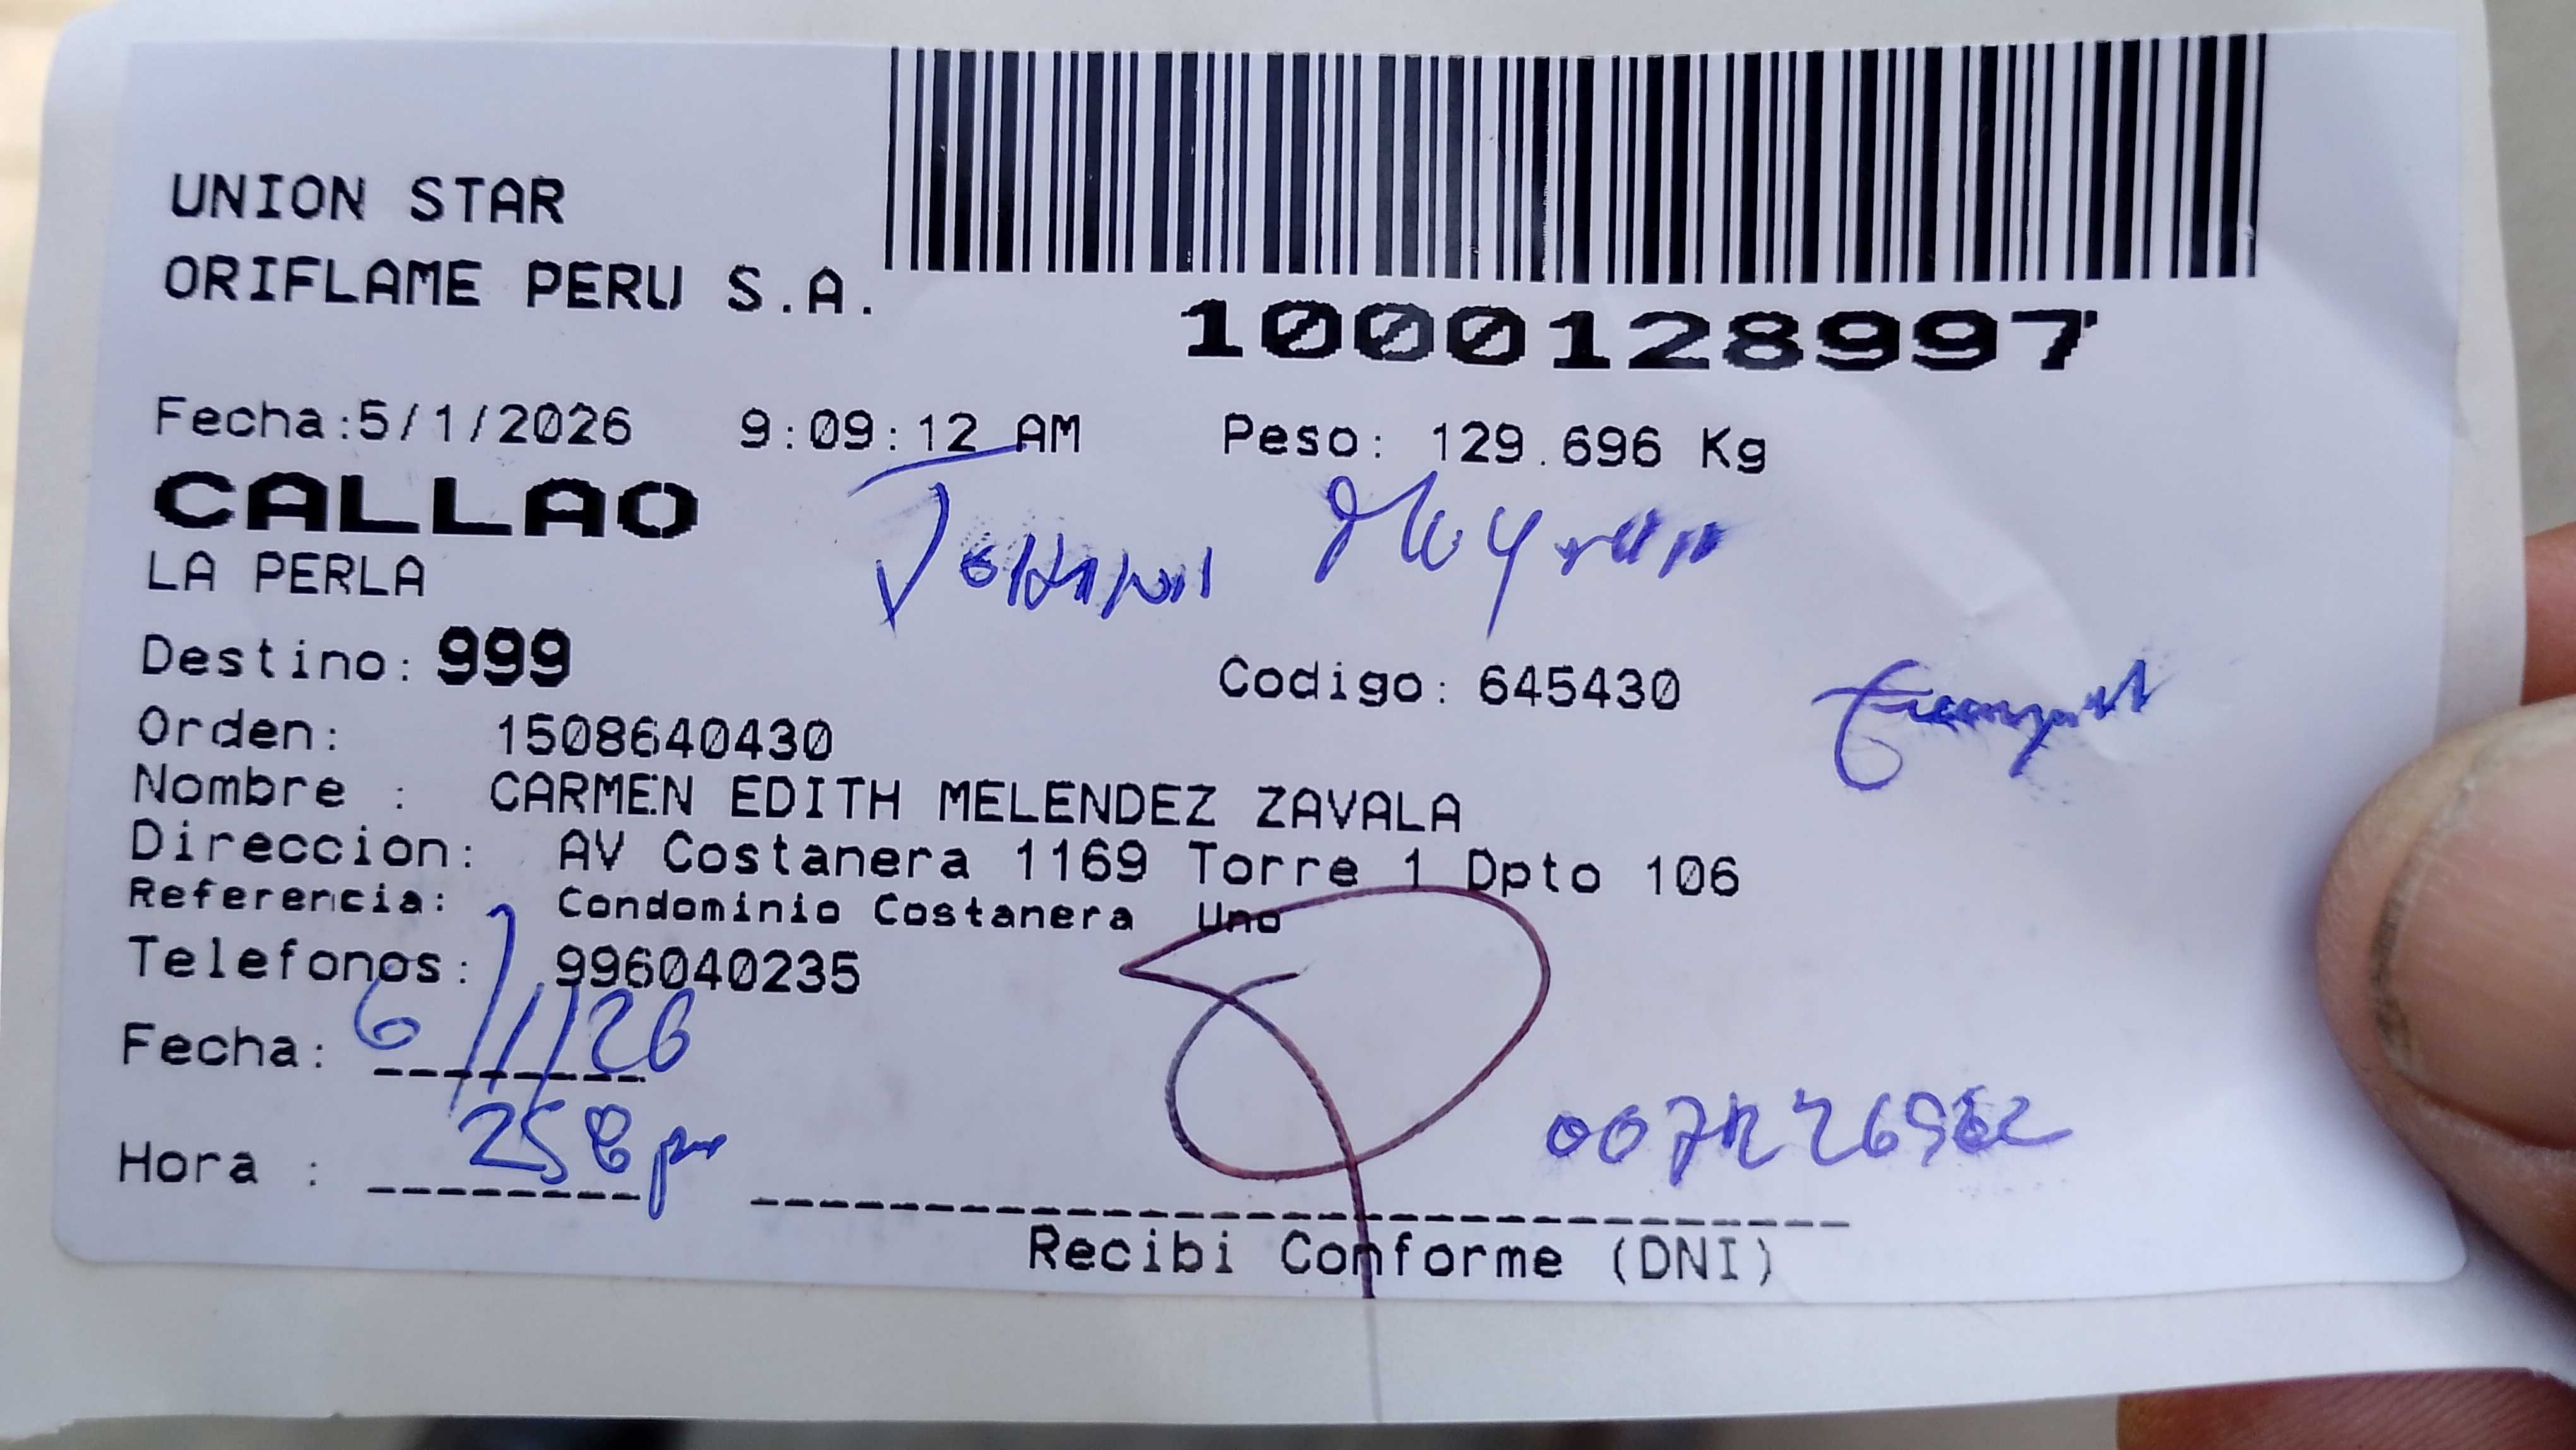 UNION STAR
ORIFLAME PERU S.A.
1000128997
Fecha:5/1/2026 9:09:12 AM Peso: 129.696 Kg
CALLAO
LA PERLA
Destino: 999
Codigo: 645430
Orden: 1508640430
Nombre : CARMEN EDITH MELENDEZ ZAVALA
Direccion: AV Costanera 1169 Torre 1 Dpto 106
Referencia: Condominio Costanera Uno
Telefonos: 996040235
Fecha: 6/1/26
Hora : 258 pm
Recibi Conforme (DNI)